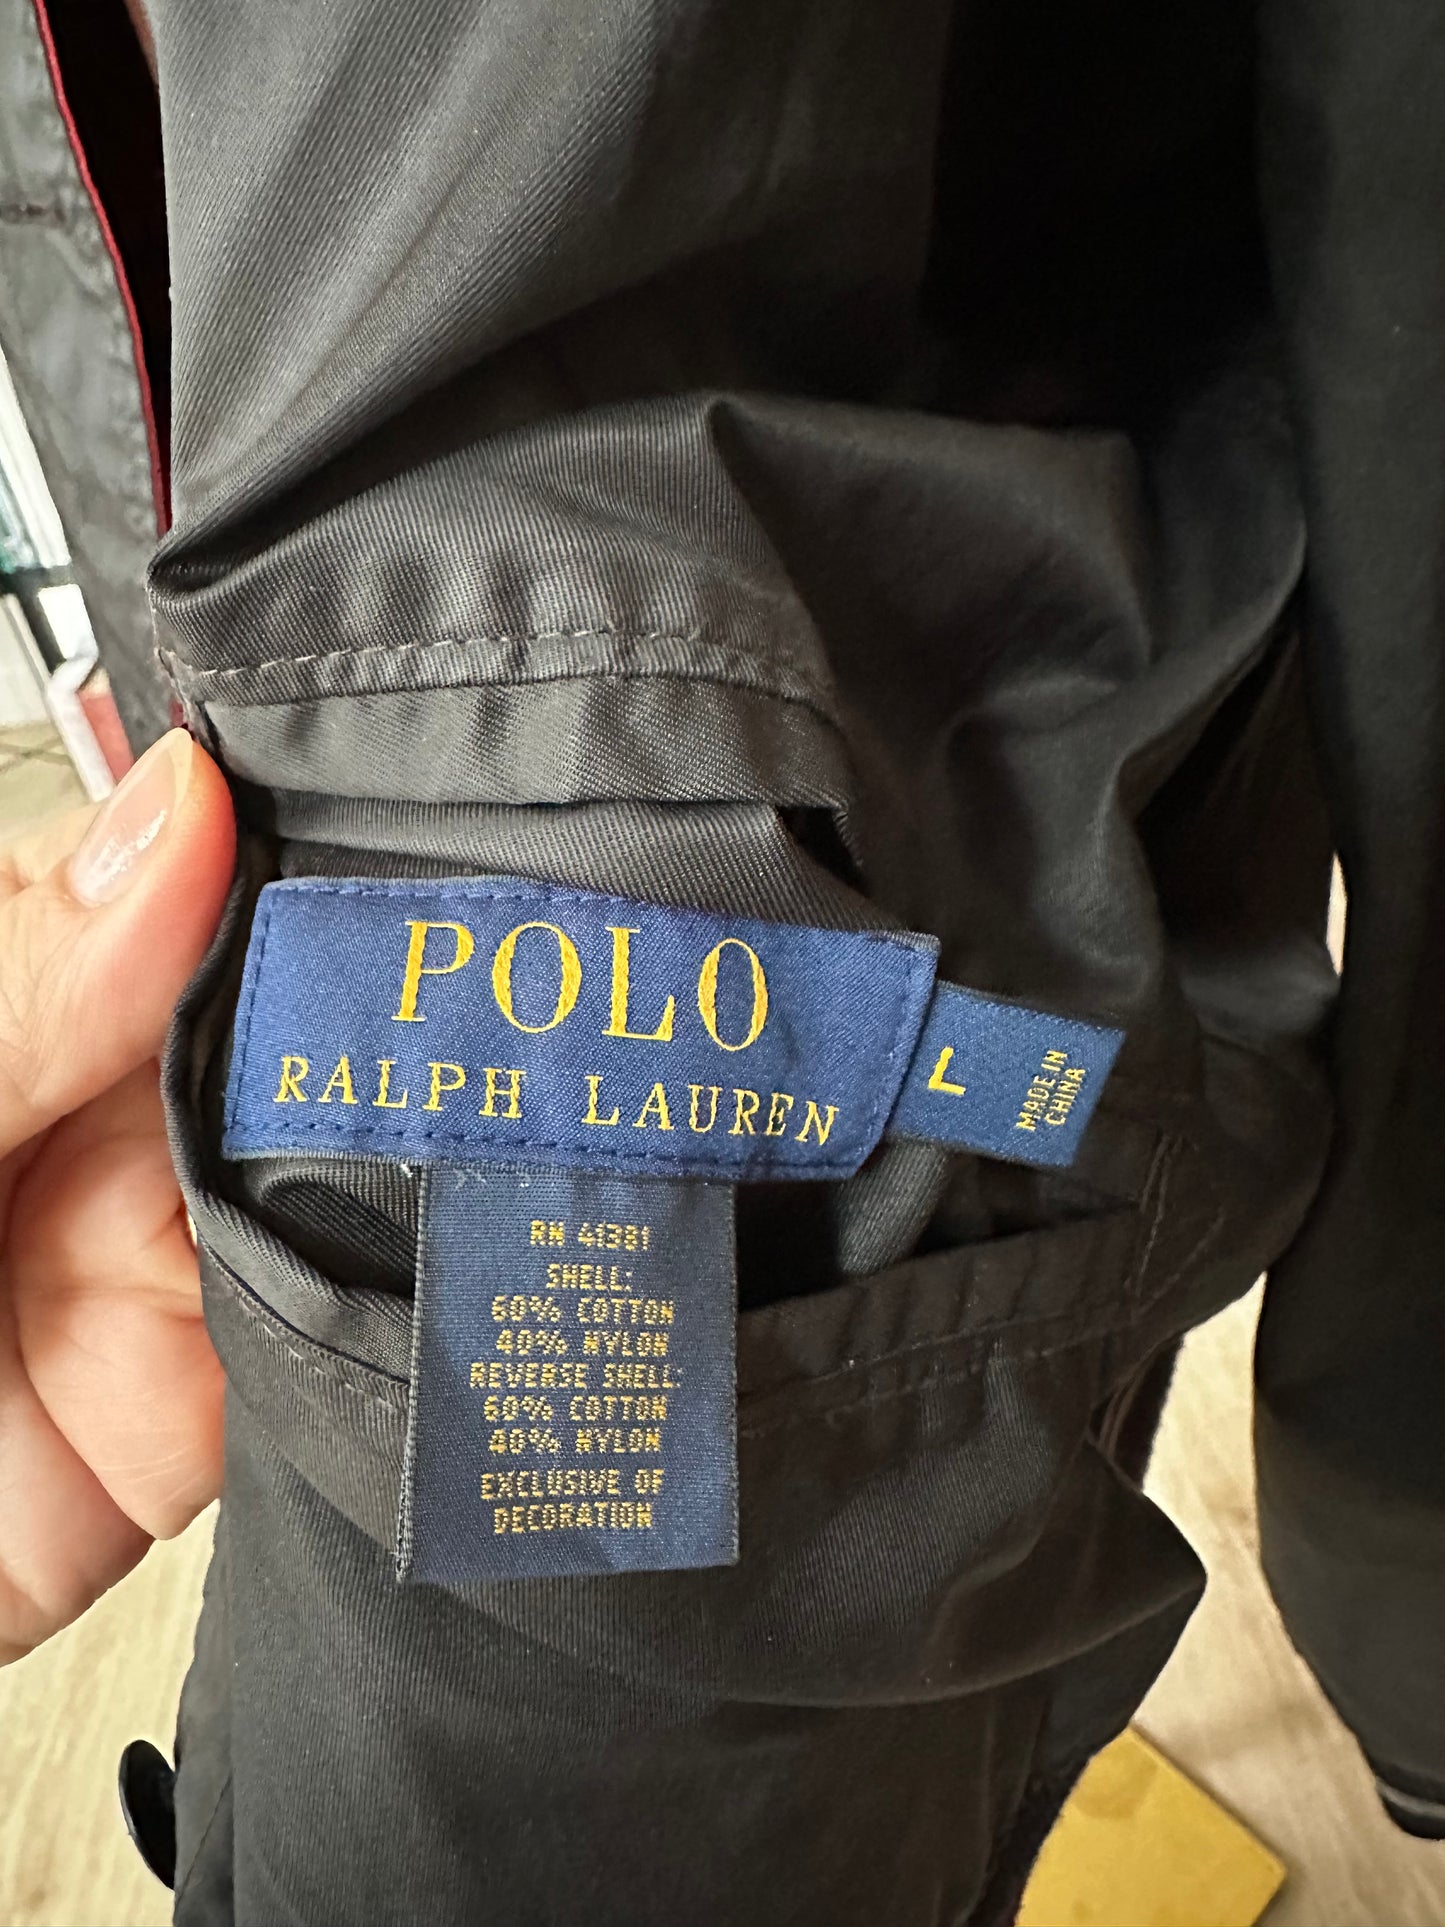 POLO
RALPH LAUREN
L
MADE IN
CHINA
RN 41381
SHELL:
60% COTTON
40% NYLON
REVERSE SHELL:
60% COTTON
40% NYLON
EXCLUSIVE OF
DECORATION